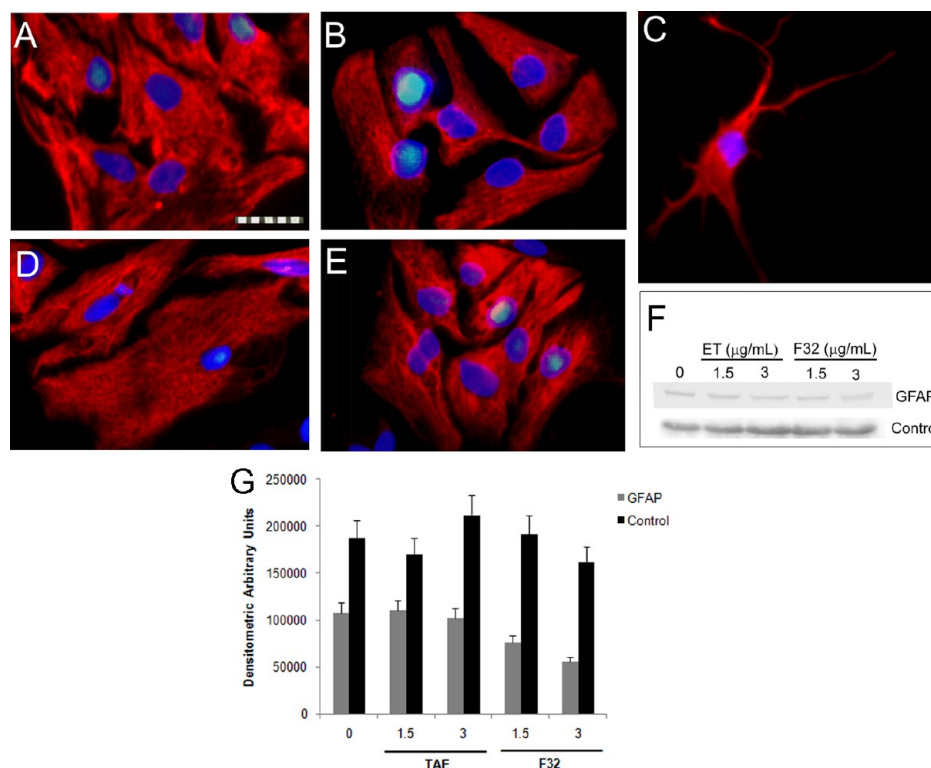 A
B
C
D
E
F
ET (μg/mL) F32 (μg/mL)
0 1.5 3 1.5 3
GFAP
Control
G
250000
200000
150000
100000
50000
0
Densitometric Arbitrary Units
GFAP
Control
0 1.5 3 1.5 3
TAE F32